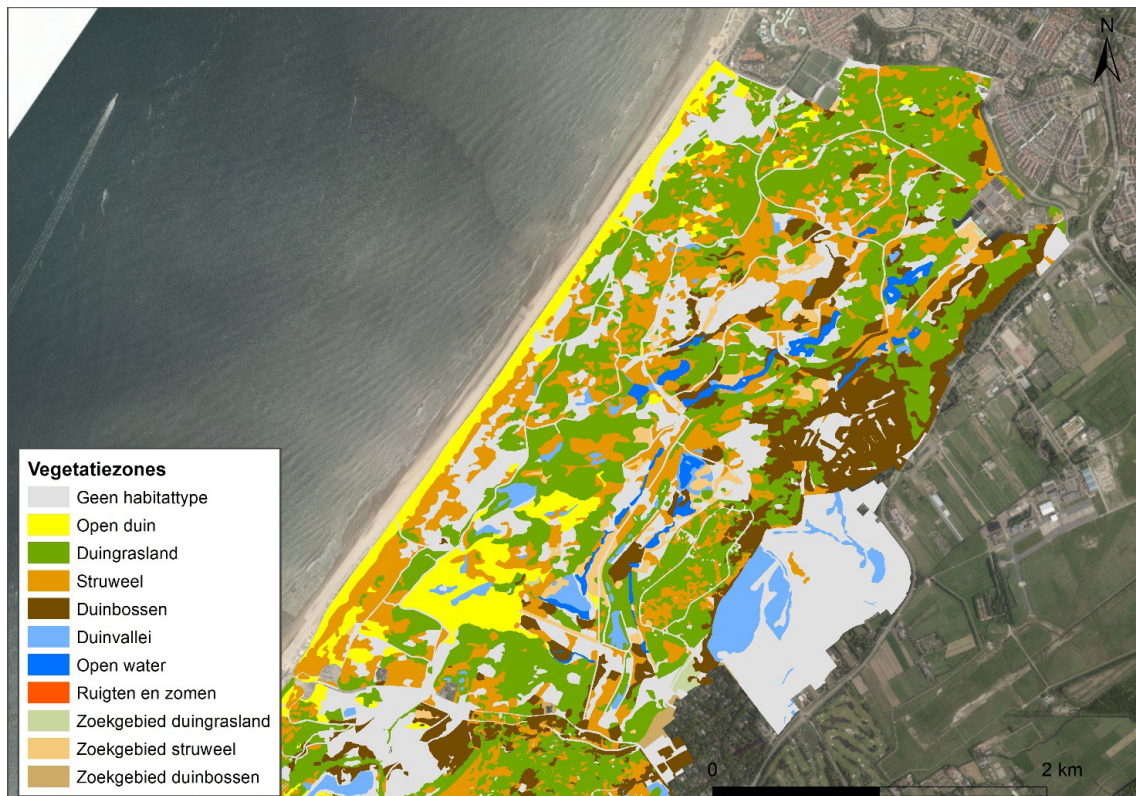 N
Vegetatiezones
Geen habitattype
Open duin
Duingrasland
Struweel
Duinbossen
Duinvallei
Open water
Ruigten en zomen
Zoekgebied duingrasland
Zoekgebied struweel
Zoekgebied duinbossen
0 2 km